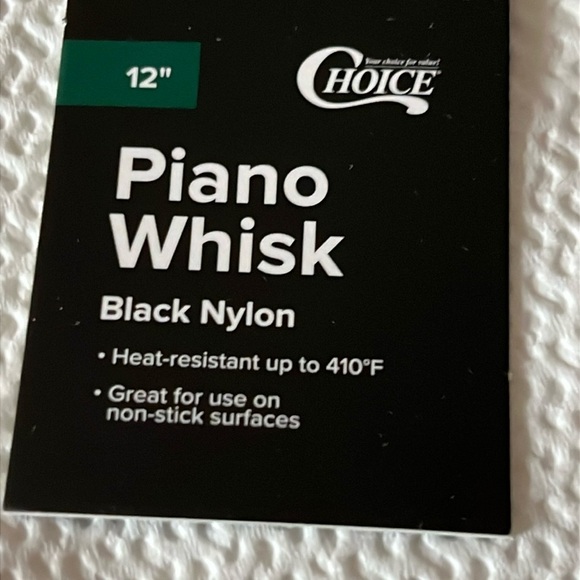 12"
Your choice for value!
CHOICE
Piano
Whisk
Black Nylon
• Heat-resistant up to 410°F
• Great for use on
non-stick surfaces